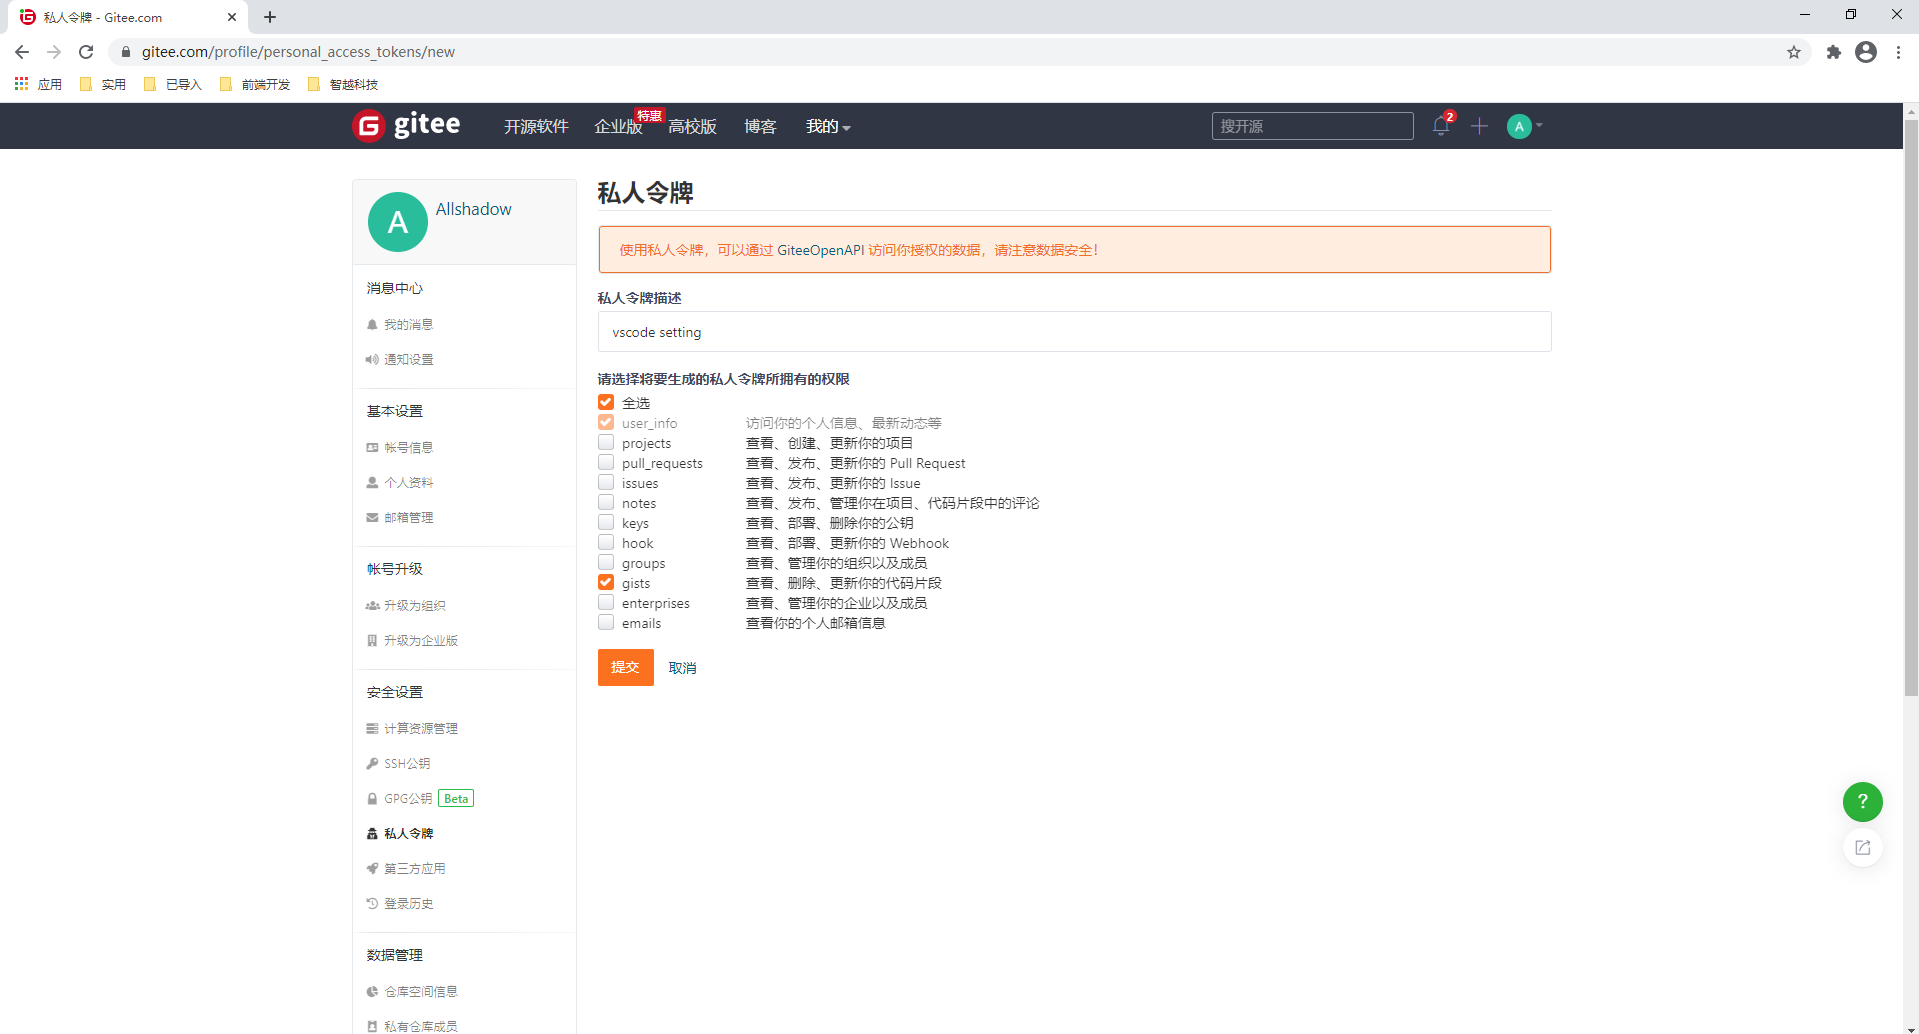 私人令牌 - Gitee.com
gitee.com/profile/personal_access_tokens/new
应用 实用 已导入 前端开发 智越科技
gitee 开源软件 企业版 特惠 高校版 博客 我的 搜开源 2 A
A Allshadow
消息中心
我的消息
通知设置
基本设置
帐号信息
个人资料
邮箱管理
帐号升级
升级为组织
升级为企业版
安全设置
计算资源管理
SSH公钥
GPG公钥 Beta
私人令牌
第三方应用
登录历史
数据管理
仓库空间信息
私有仓库成员
私人令牌
使用私人令牌，可以通过 GiteeOpenAPI 访问你授权的数据，请注意数据安全！
私人令牌描述
vscode setting
请选择将要生成的私人令牌所拥有的权限
全选
user_info 访问你的个人信息、最新动态等
projects 查看、创建、更新你的项目
pull_requests 查看、发布、更新你的 Pull Request
issues 查看、发布、更新你的 Issue
notes 查看、发布、管理你在项目、代码片段中的评论
keys 查看、部署、删除你的公钥
hook 查看、部署、更新你的 Webhook
groups 查看、管理你的组织以及成员
gists 查看、删除、更新你的代码片段
enterprises 查看、管理你的企业以及成员
emails 查看你的个人邮箱信息
提交 取消
?